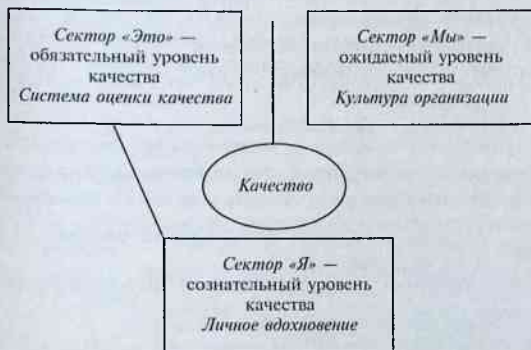 Сектор «Это» —
обязательный уровень
качества
Система оценки качества
Сектор «Мы» —
ожидаемый уровень
качества
Культура организации
Качество
Сектор «Я» —
сознательный уровень
качества
Личное вдохновение